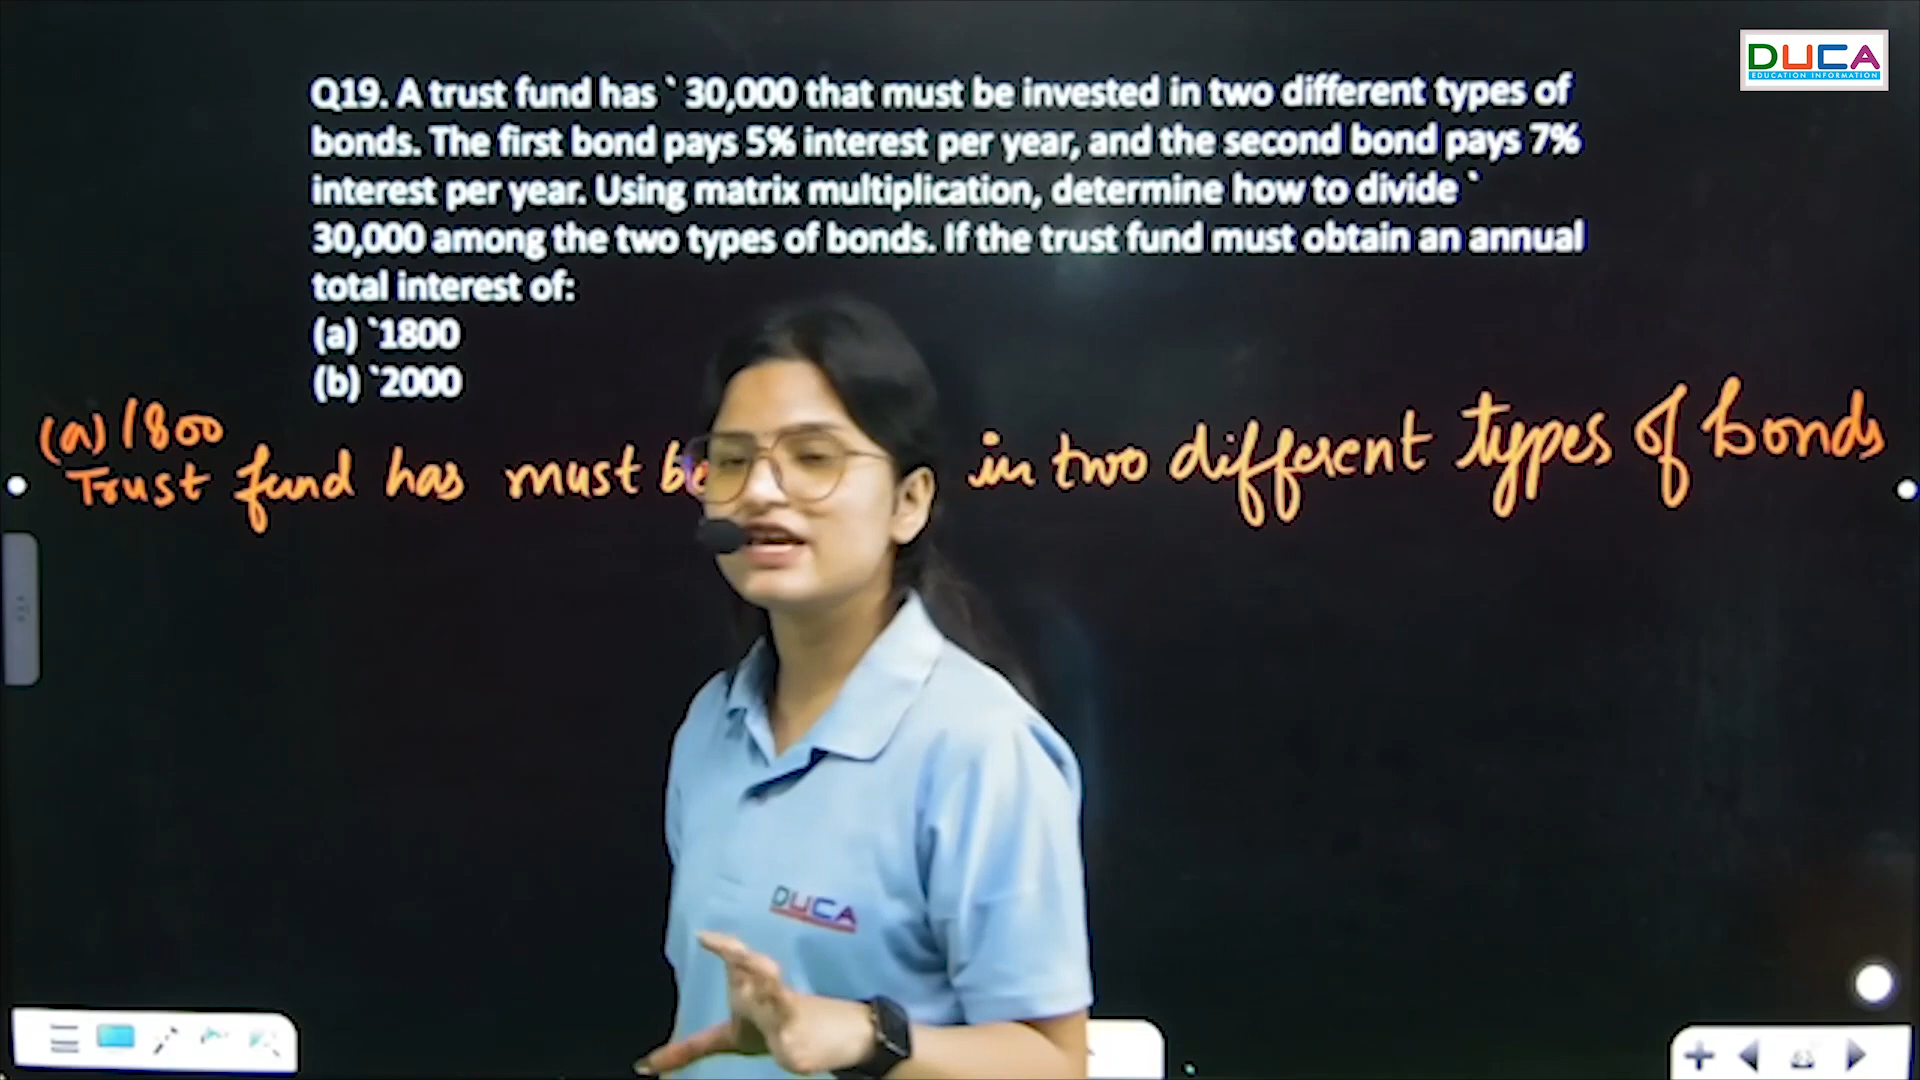 DUCA
EDUCATION INFORMATION
Q19. A trust fund has ` 30,000 that must be invested in two different types of
bonds. The first bond pays 5% interest per year, and the second bond pays 7%
interest per year. Using matrix multiplication, determine how to divide `
30,000 among the two types of bonds. If the trust fund must obtain an annual
total interest of:
(a) `1800
(b) `2000
(a) 1800
Trust fund has must be in two different types of bonds
DUCA